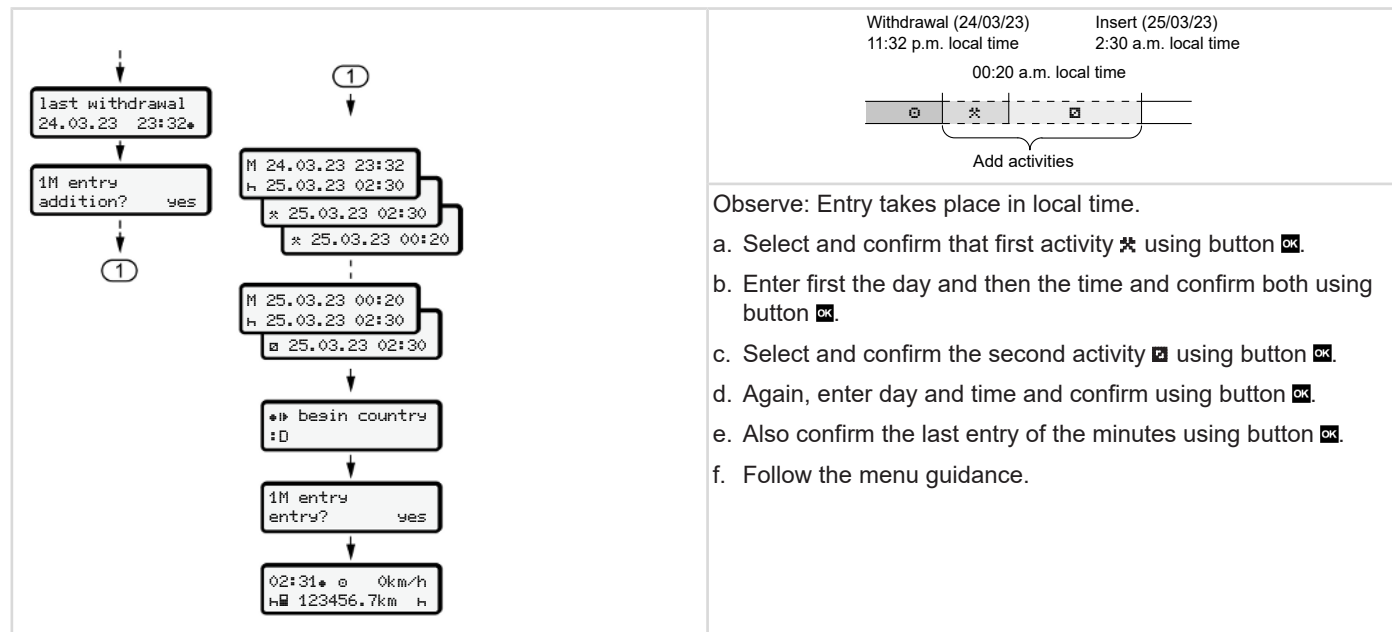 last withdrawal
24.03.23 23:32
1M entry
addition? yes
1
1
M 24.03.23 23:32
25.03.23 02:30
25.03.23 02:30
25.03.23 00:20
M 25.03.23 00:20
25.03.23 02:30
25.03.23 02:30
begin country
:D
1M entry
entry? yes
02:31 0km/h
123456.7km
Withdrawal (24/03/23) Insert (25/03/23)
11:32 p.m. local time 2:30 a.m. local time
00:20 a.m. local time
Add activities
Observe: Entry takes place in local time.
a. Select and confirm that first activity using button OK.
b. Enter first the day and then the time and confirm both using
button OK.
c. Select and confirm the second activity using button OK.
d. Again, enter day and time and confirm using button OK.
e. Also confirm the last entry of the minutes using button OK.
f. Follow the menu guidance.